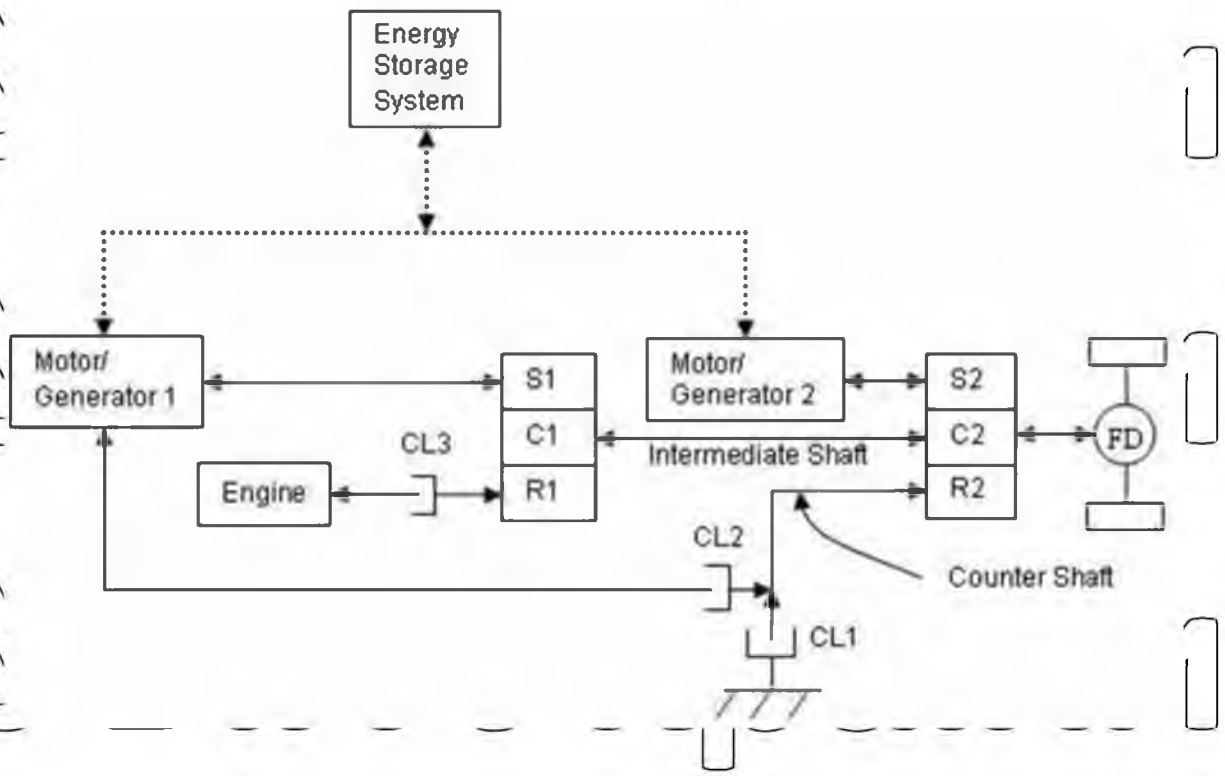 Energy
Storage
System
Motor/
Generator 1
S1
C1
R1
Motor/
Generator 2
S2
C2
R2
FD
CL3
Engine
Intermediate Shaft
CL2
Counter Shaft
CL1